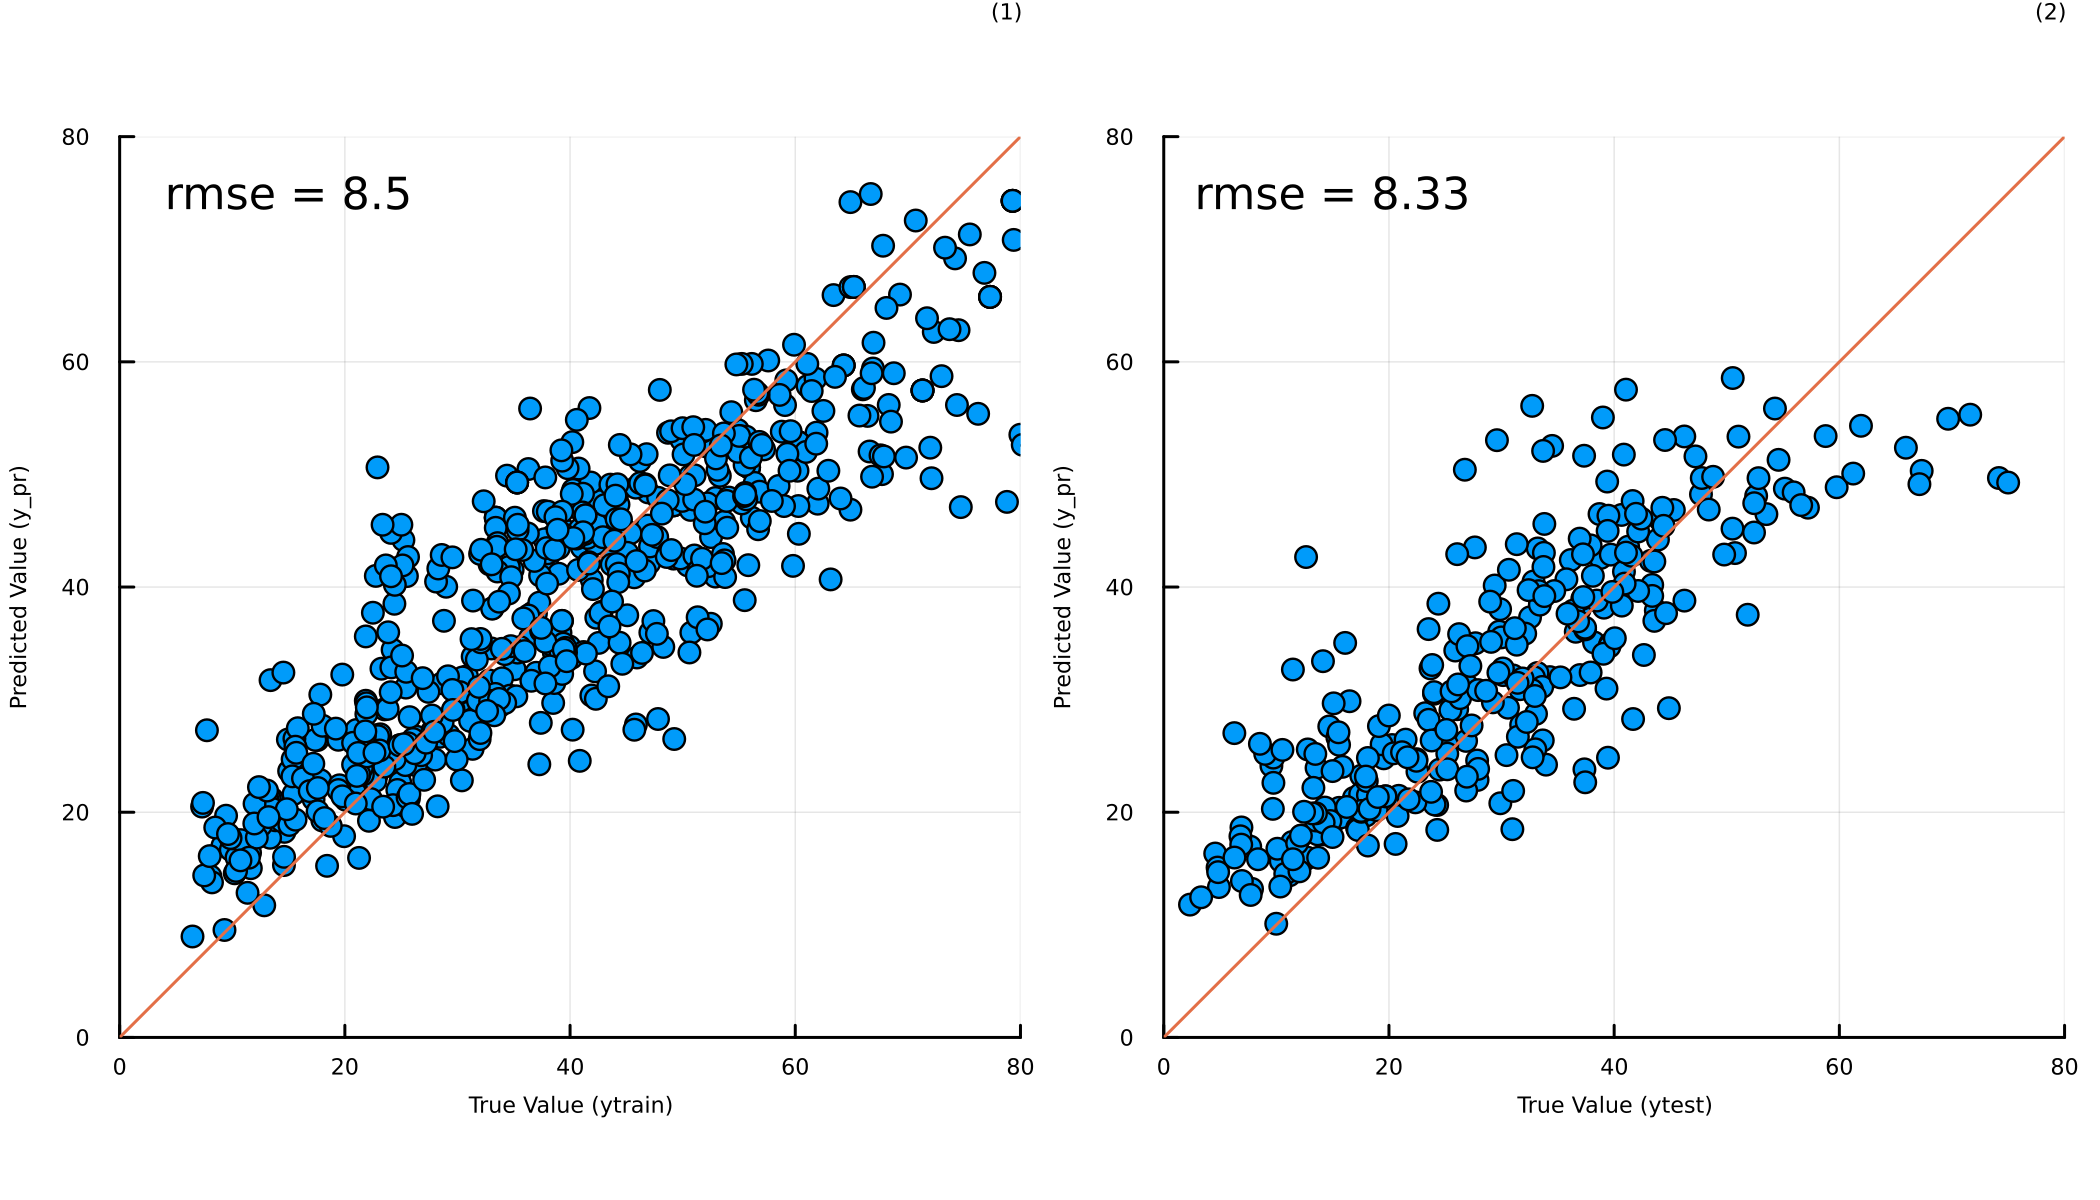 (1)
80
60
40
20
0
rmse = 8.5
Predicted Value (y_pr)
0 20 40 60 80
True Value (ytrain)
(2)
80
60
40
20
0
rmse = 8.33
Predicted Value (y_pr)
0 20 40 60 80
True Value (ytest)